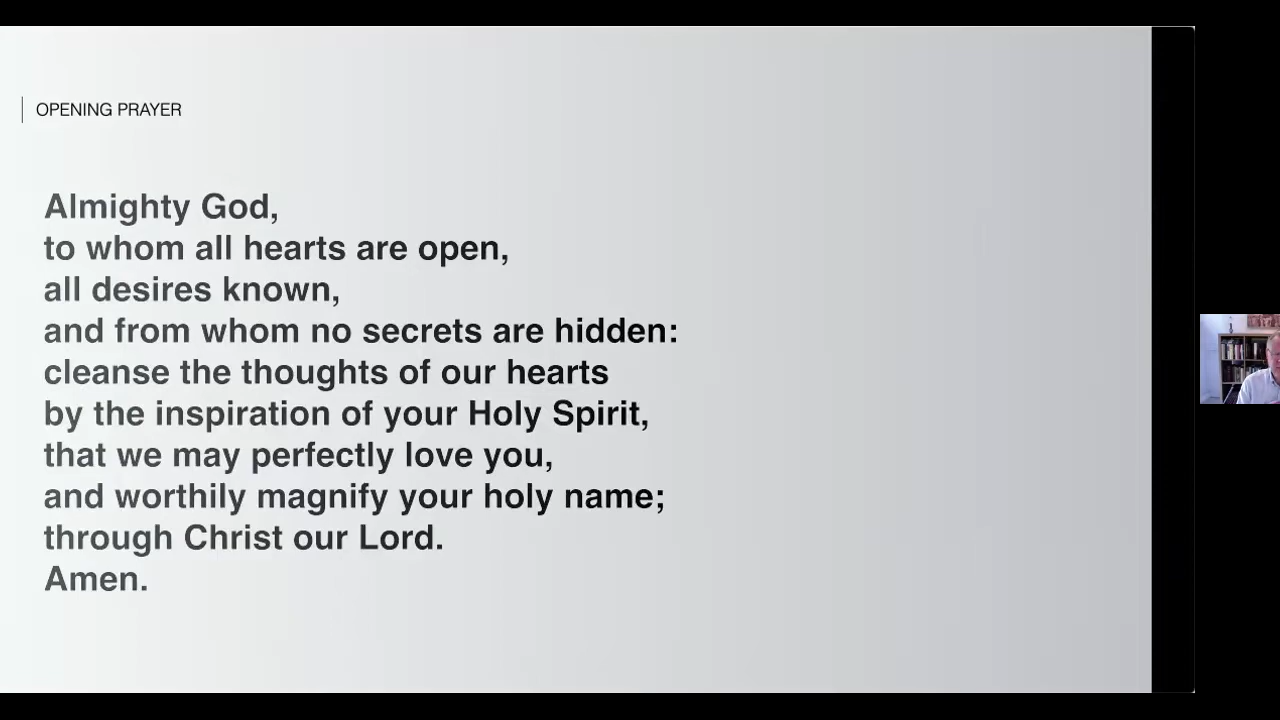 OPENING PRAYER
Almighty God,
to whom all hearts are open,
all desires known,
and from whom no secrets are hidden:
cleanse the thoughts of our hearts
by the inspiration of your Holy Spirit,
that we may perfectly love you,
and worthily magnify your holy name;
through Christ our Lord.
Amen.